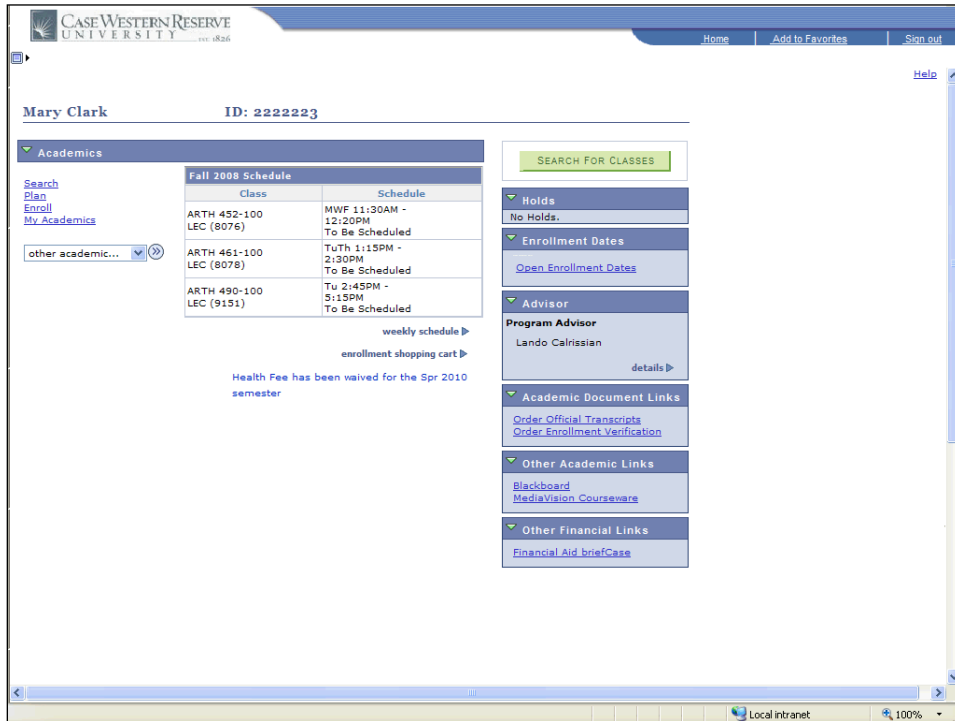 CASE WESTERN RESERVE
UNIVERSITY EST. 1826
Home
Add to Favorites
Sign out
Help
Mary Clark
ID: 2222223
Academics
Search
Plan
Enroll
My Academics
other academic...
Fall 2008 Schedule
Class
Schedule
ARTH 452-100
LEC (8076)
MWF 11:30AM -
12:20PM
To Be Scheduled
ARTH 461-100
LEC (8078)
TuTh 1:15PM -
2:30PM
To Be Scheduled
ARTH 490-100
LEC (9151)
Tu 2:45PM -
5:15PM
To Be Scheduled
weekly schedule
enrollment shopping cart
Health Fee has been waived for the Spr 2010
semester
SEARCH FOR CLASSES
Holds
No Holds.
Enrollment Dates
Open Enrollment Dates
Advisor
Program Advisor
Lando Calrissian
details
Academic Document Links
Order Official Transcripts
Order Enrollment Verification
Other Academic Links
Blackboard
MediaVision Courseware
Other Financial Links
Financial Aid briefCase
Local intranet
100%